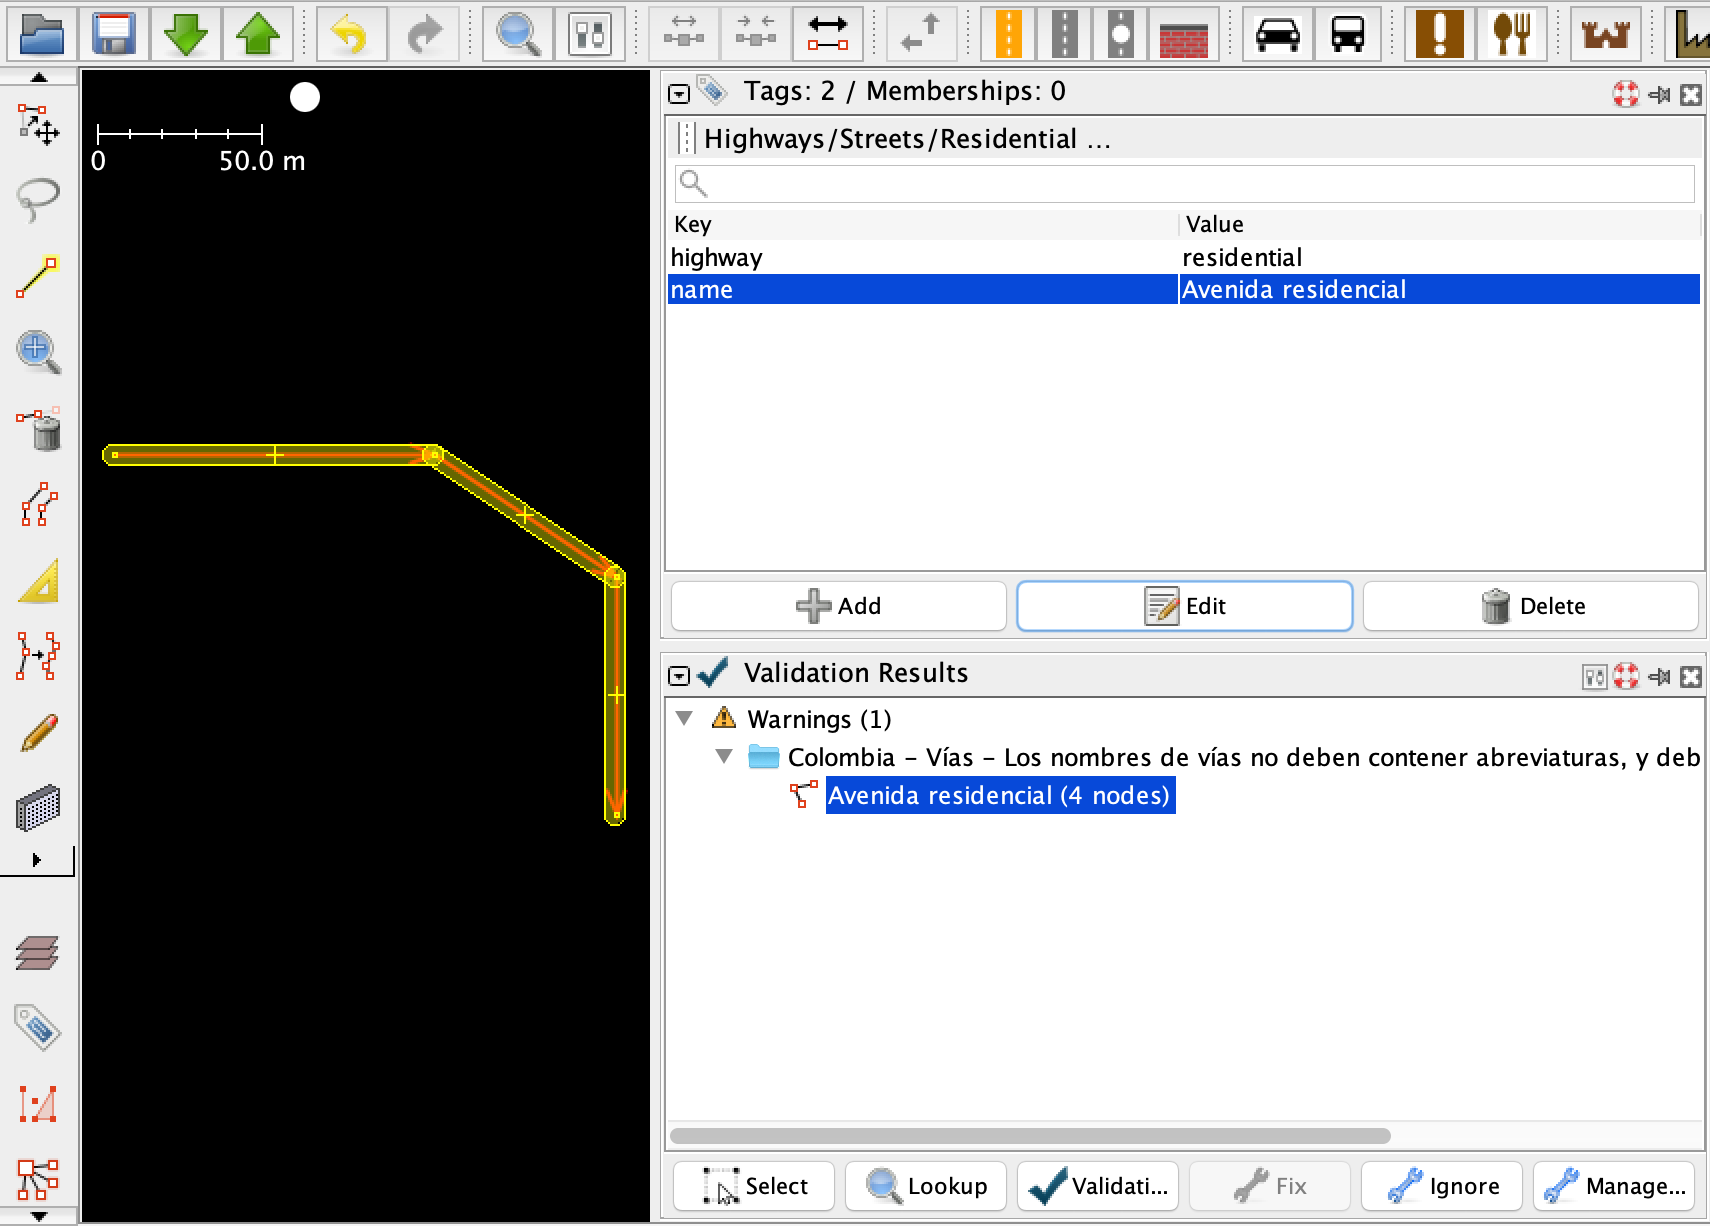 0
50.0 m
Tags: 2 / Memberships: 0
Highways/Streets/Residential ...
Key Value
highway residential
name Avenida residencial
Add Edit Delete
Validation Results
Warnings (1)
Colombia - Vías - Los nombres de vías no deben contener abreviaturas, y deb
Avenida residencial (4 nodes)
Select Lookup Validati... Fix Ignore Manage...